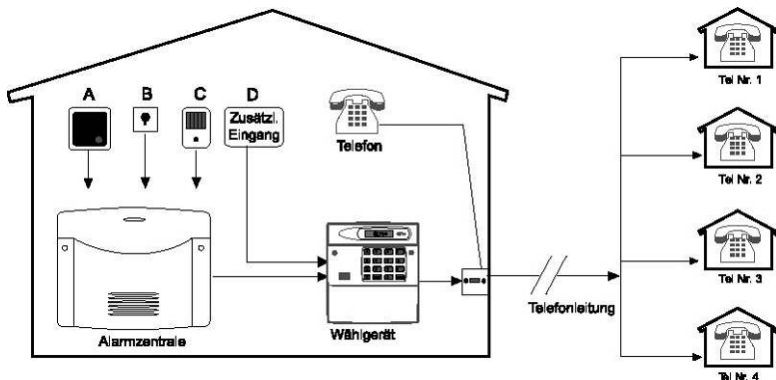 A
B
C
D
Zusätzl.
Eingang
Telefon
Alarmzentrale
Wählgerät
Telefonleitung
Tel Nr. 1
Tel Nr. 2
Tel Nr. 3
Tel Nr. 4